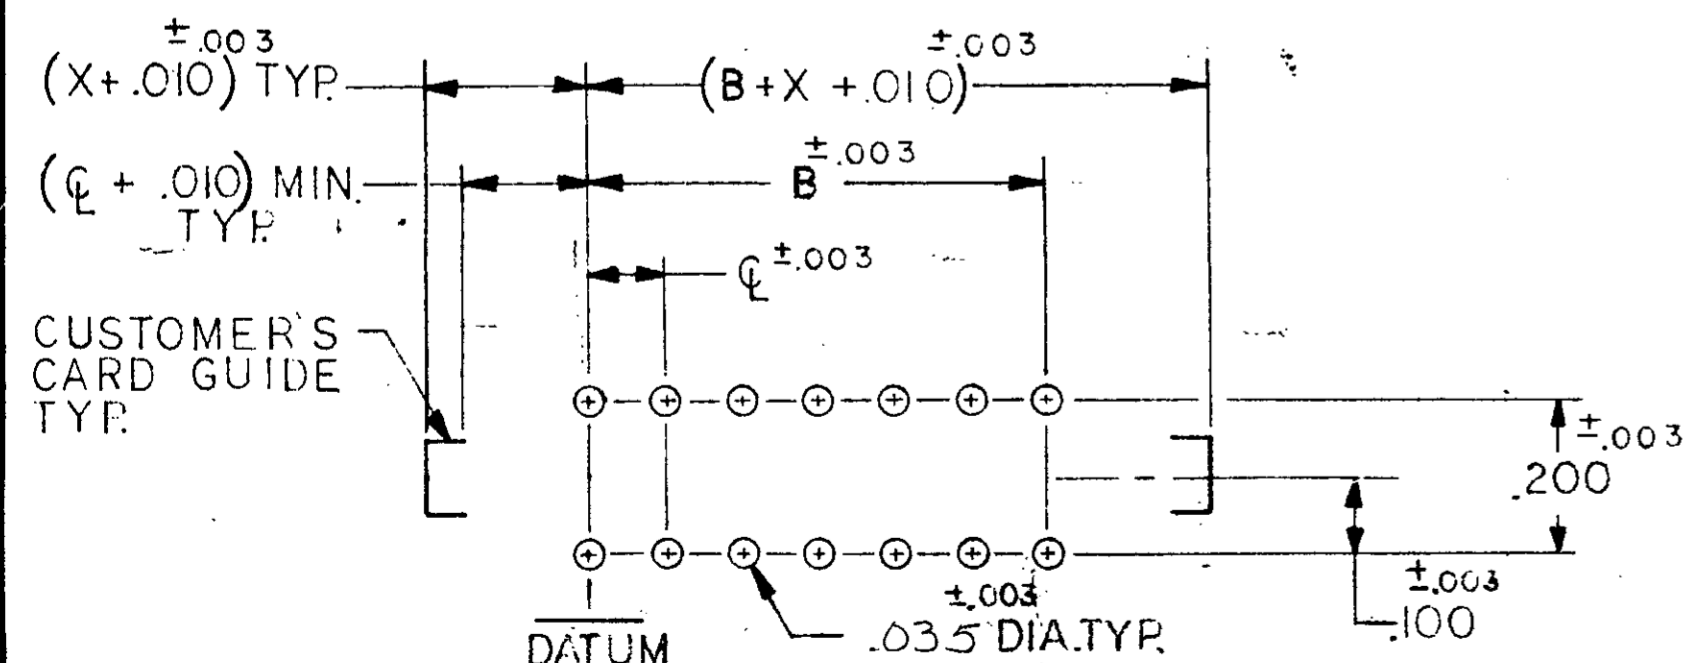 ±.003
(X+.010) TYP.
±.003
(B+X +.010)
(℄ + .010) MIN.
TYP.
±.003
B
℄ ±.003
CUSTOMER'S
CARD GUIDE
TYP.
±.003
.200
±.003
.100
±.003
.035 DIA.TYP.
DATUM